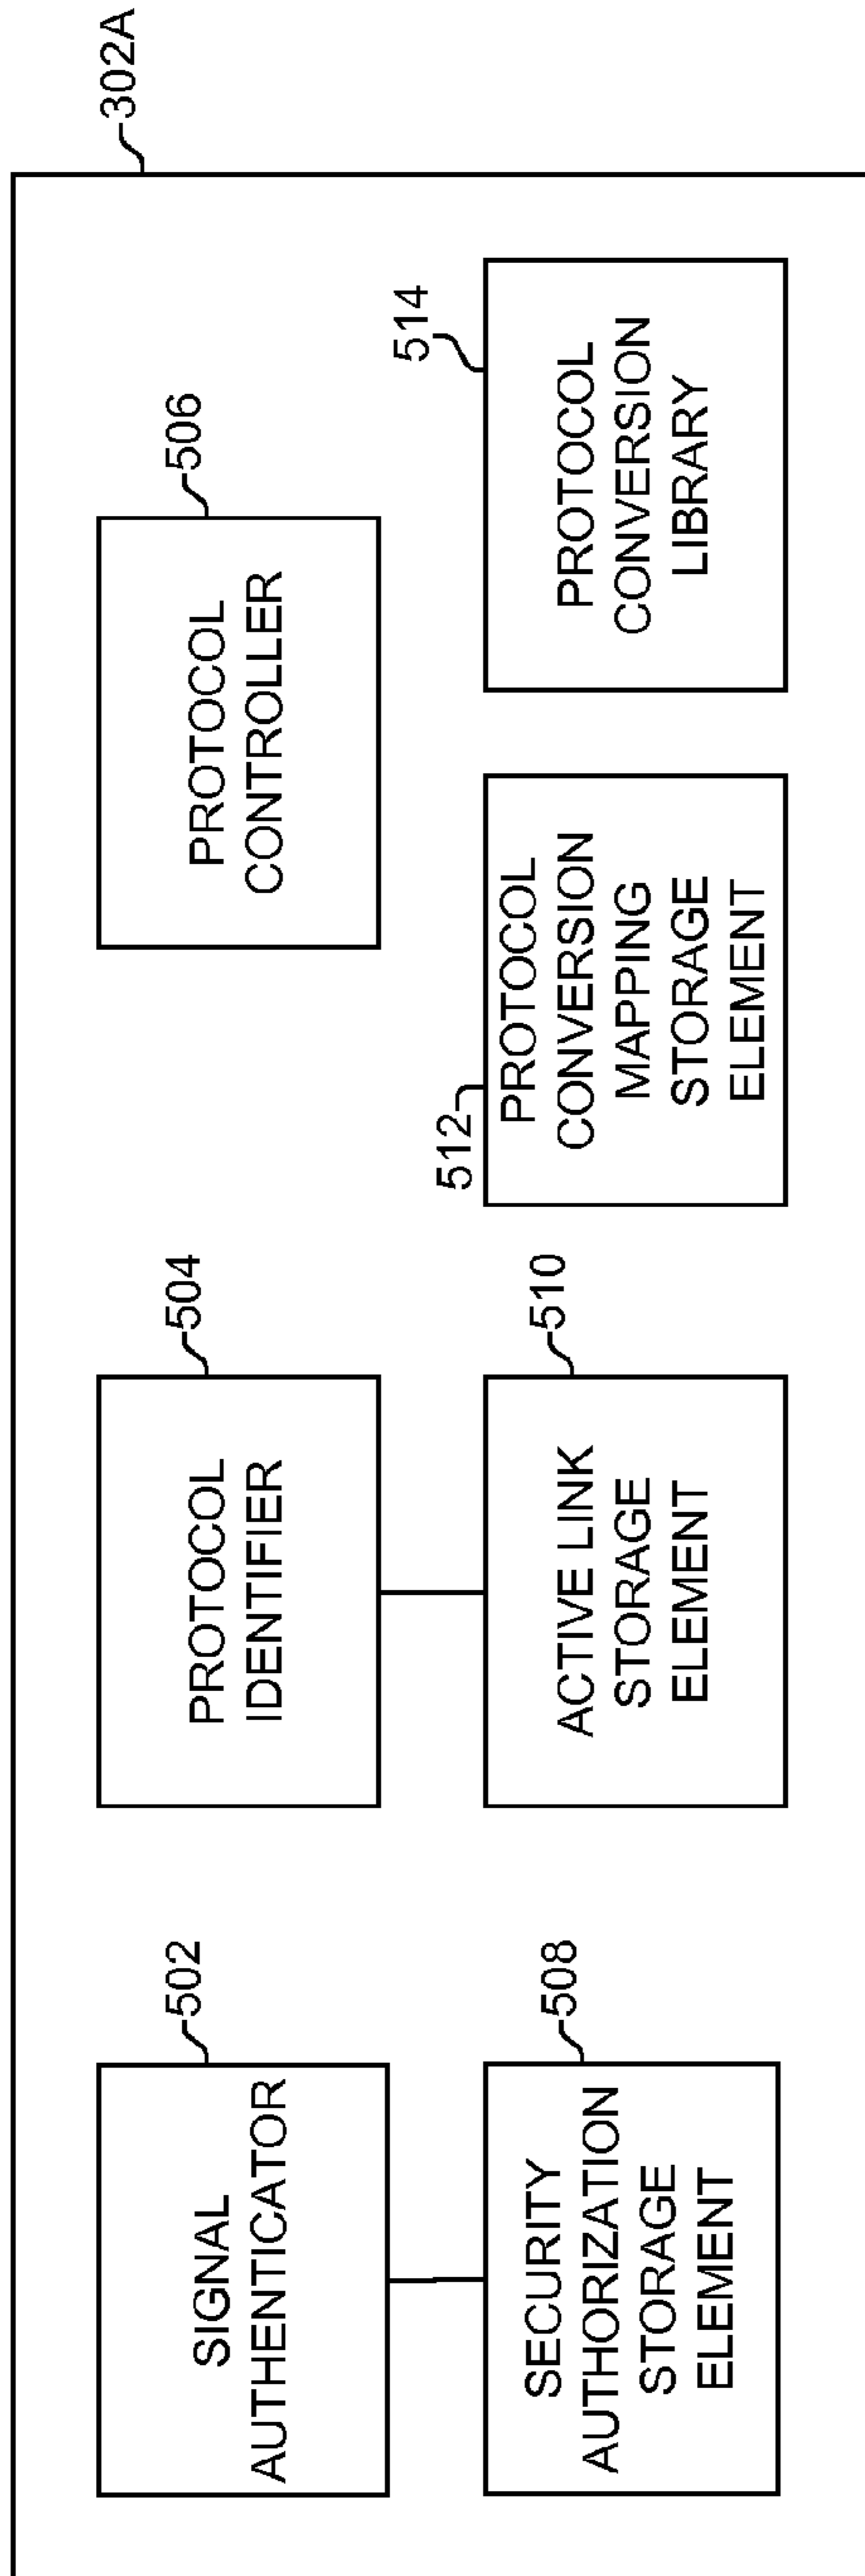 302A
502
SIGNAL
AUTHENTICATOR
504
PROTOCOL
IDENTIFIER
506
PROTOCOL
CONTROLLER
508
SECURITY
AUTHORIZATION
STORAGE
ELEMENT
510
ACTIVE LINK
STORAGE
ELEMENT
512
PROTOCOL
CONVERSION
MAPPING
STORAGE
ELEMENT
514
PROTOCOL
CONVERSION
LIBRARY